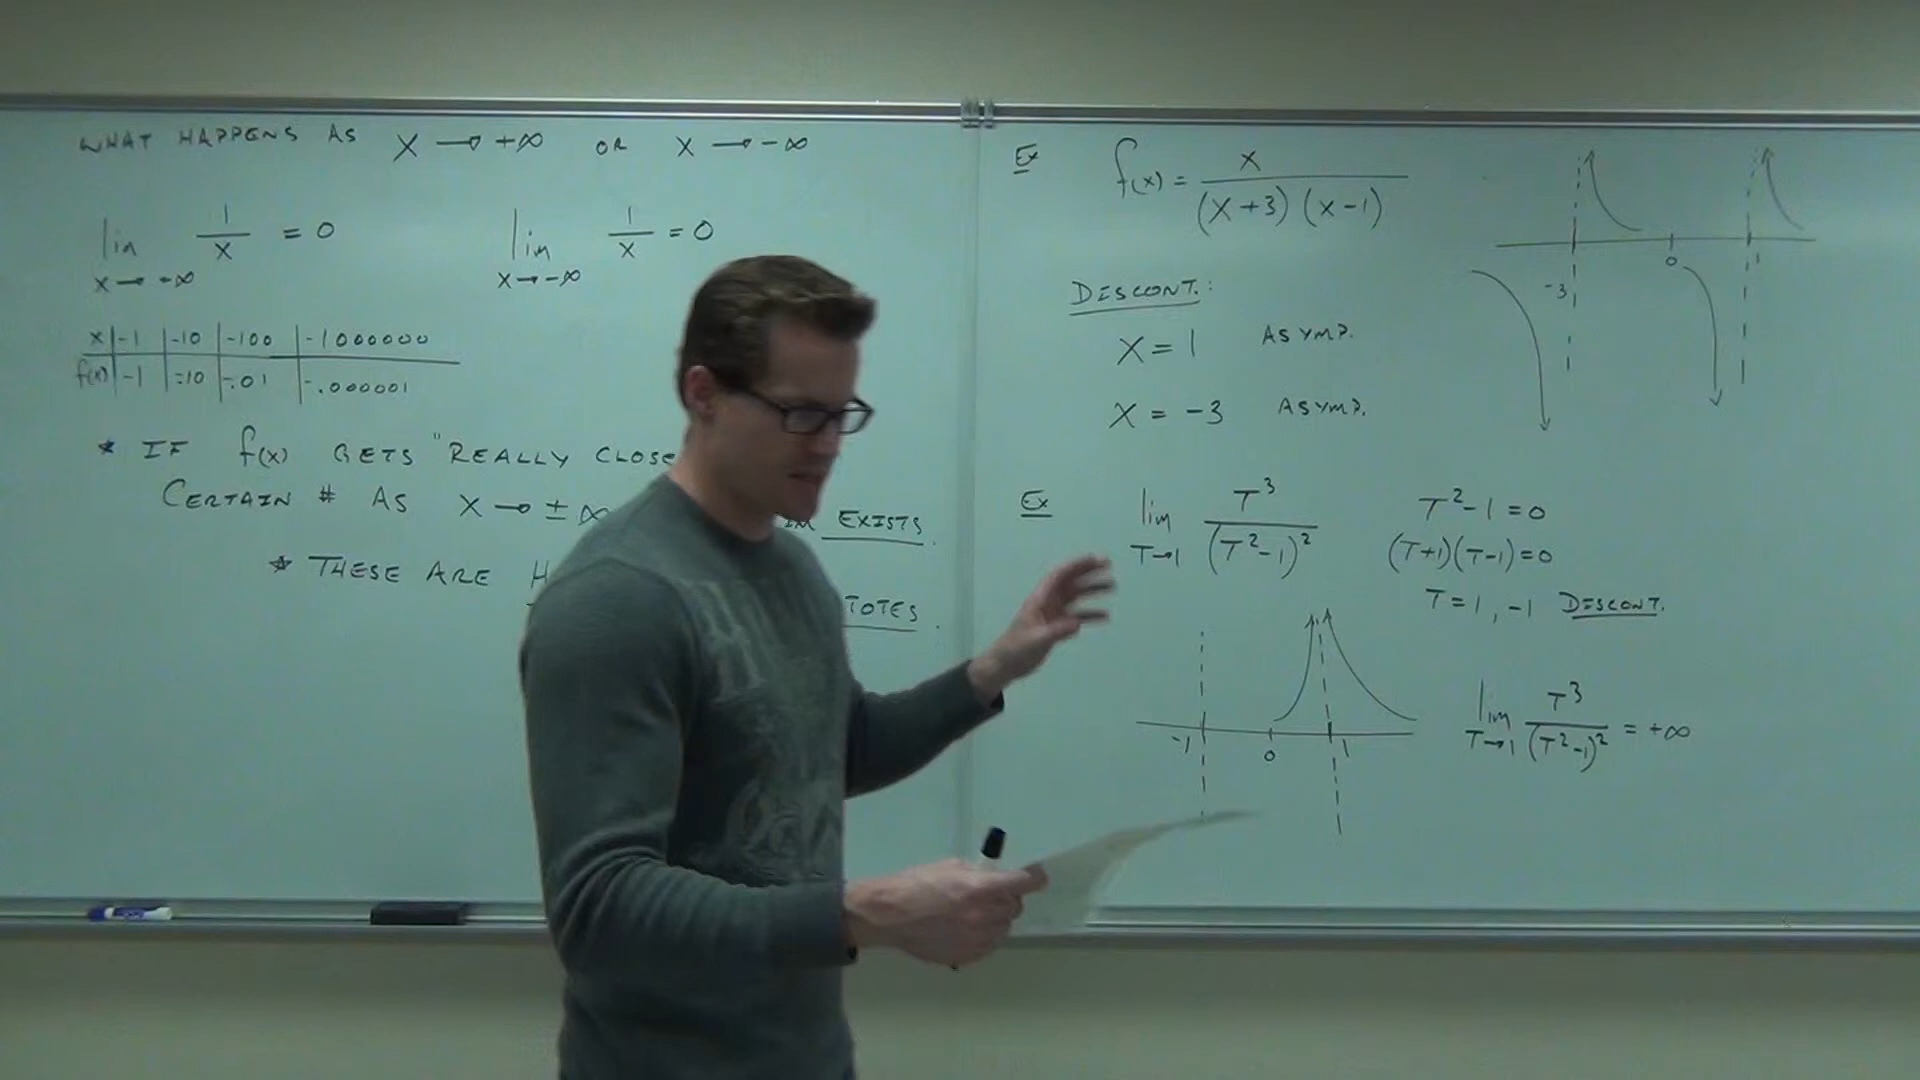 WHAT HAPPENS AS X → +∞ OR X → -∞
lim x → -∞ 1/x = 0
lim x → -∞ 1/x = 0
x | -1 | -10 | -100 | -1000000
f(x) | -1 | -.10 | -.01 | -.000001
* IF f(x) GETS "REALLY CLOSE
CERTAIN # AS X → ±∞ EXISTS.
* THESE ARE H TOTES.
Ex f(x) = x / (x+3)(x-1)
DISCONT.:
X = 1 ASYMP.
X = -3 ASYMP.
-3 0 1
Ex lim T→1 T³ / (T²-1)²
T²-1=0
(T+1)(T-1)=0
T=1, -1 DISCONT.
-1 0 1
lim T→1 T³ / (T²-1)² = +∞